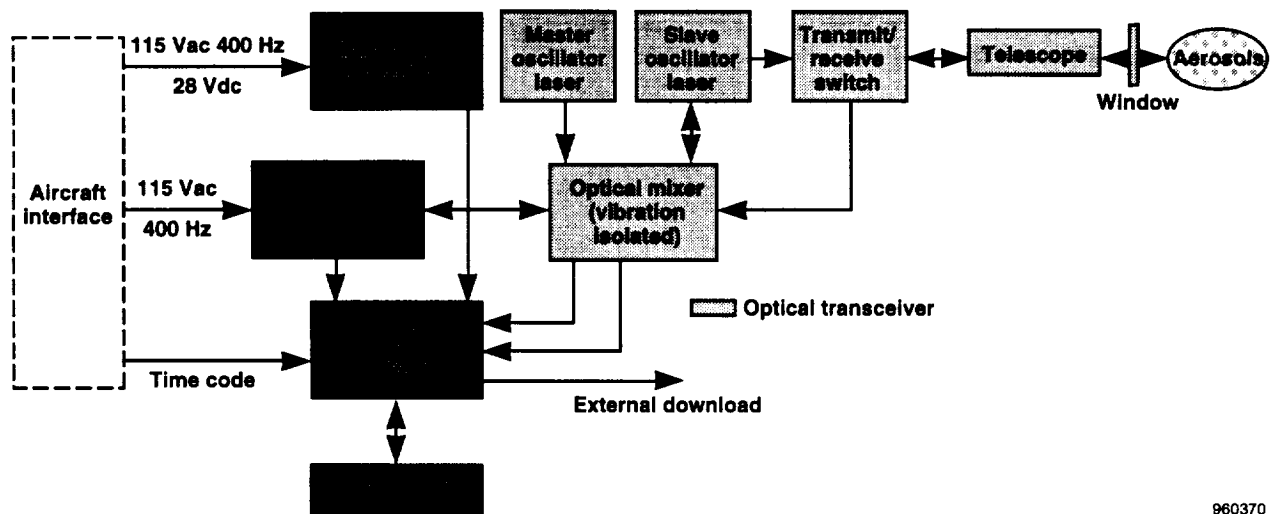 115 Vac 400 Hz
28 Vdc
Master
oscillator
laser
Slave
oscillator
laser
Transmit/
receive
switch
Telescope
Window
Aerosols
Aircraft
interface
115 Vac
400 Hz
Optical mixer
(vibration
isolated)
Optical transceiver
Time code
External download
960370